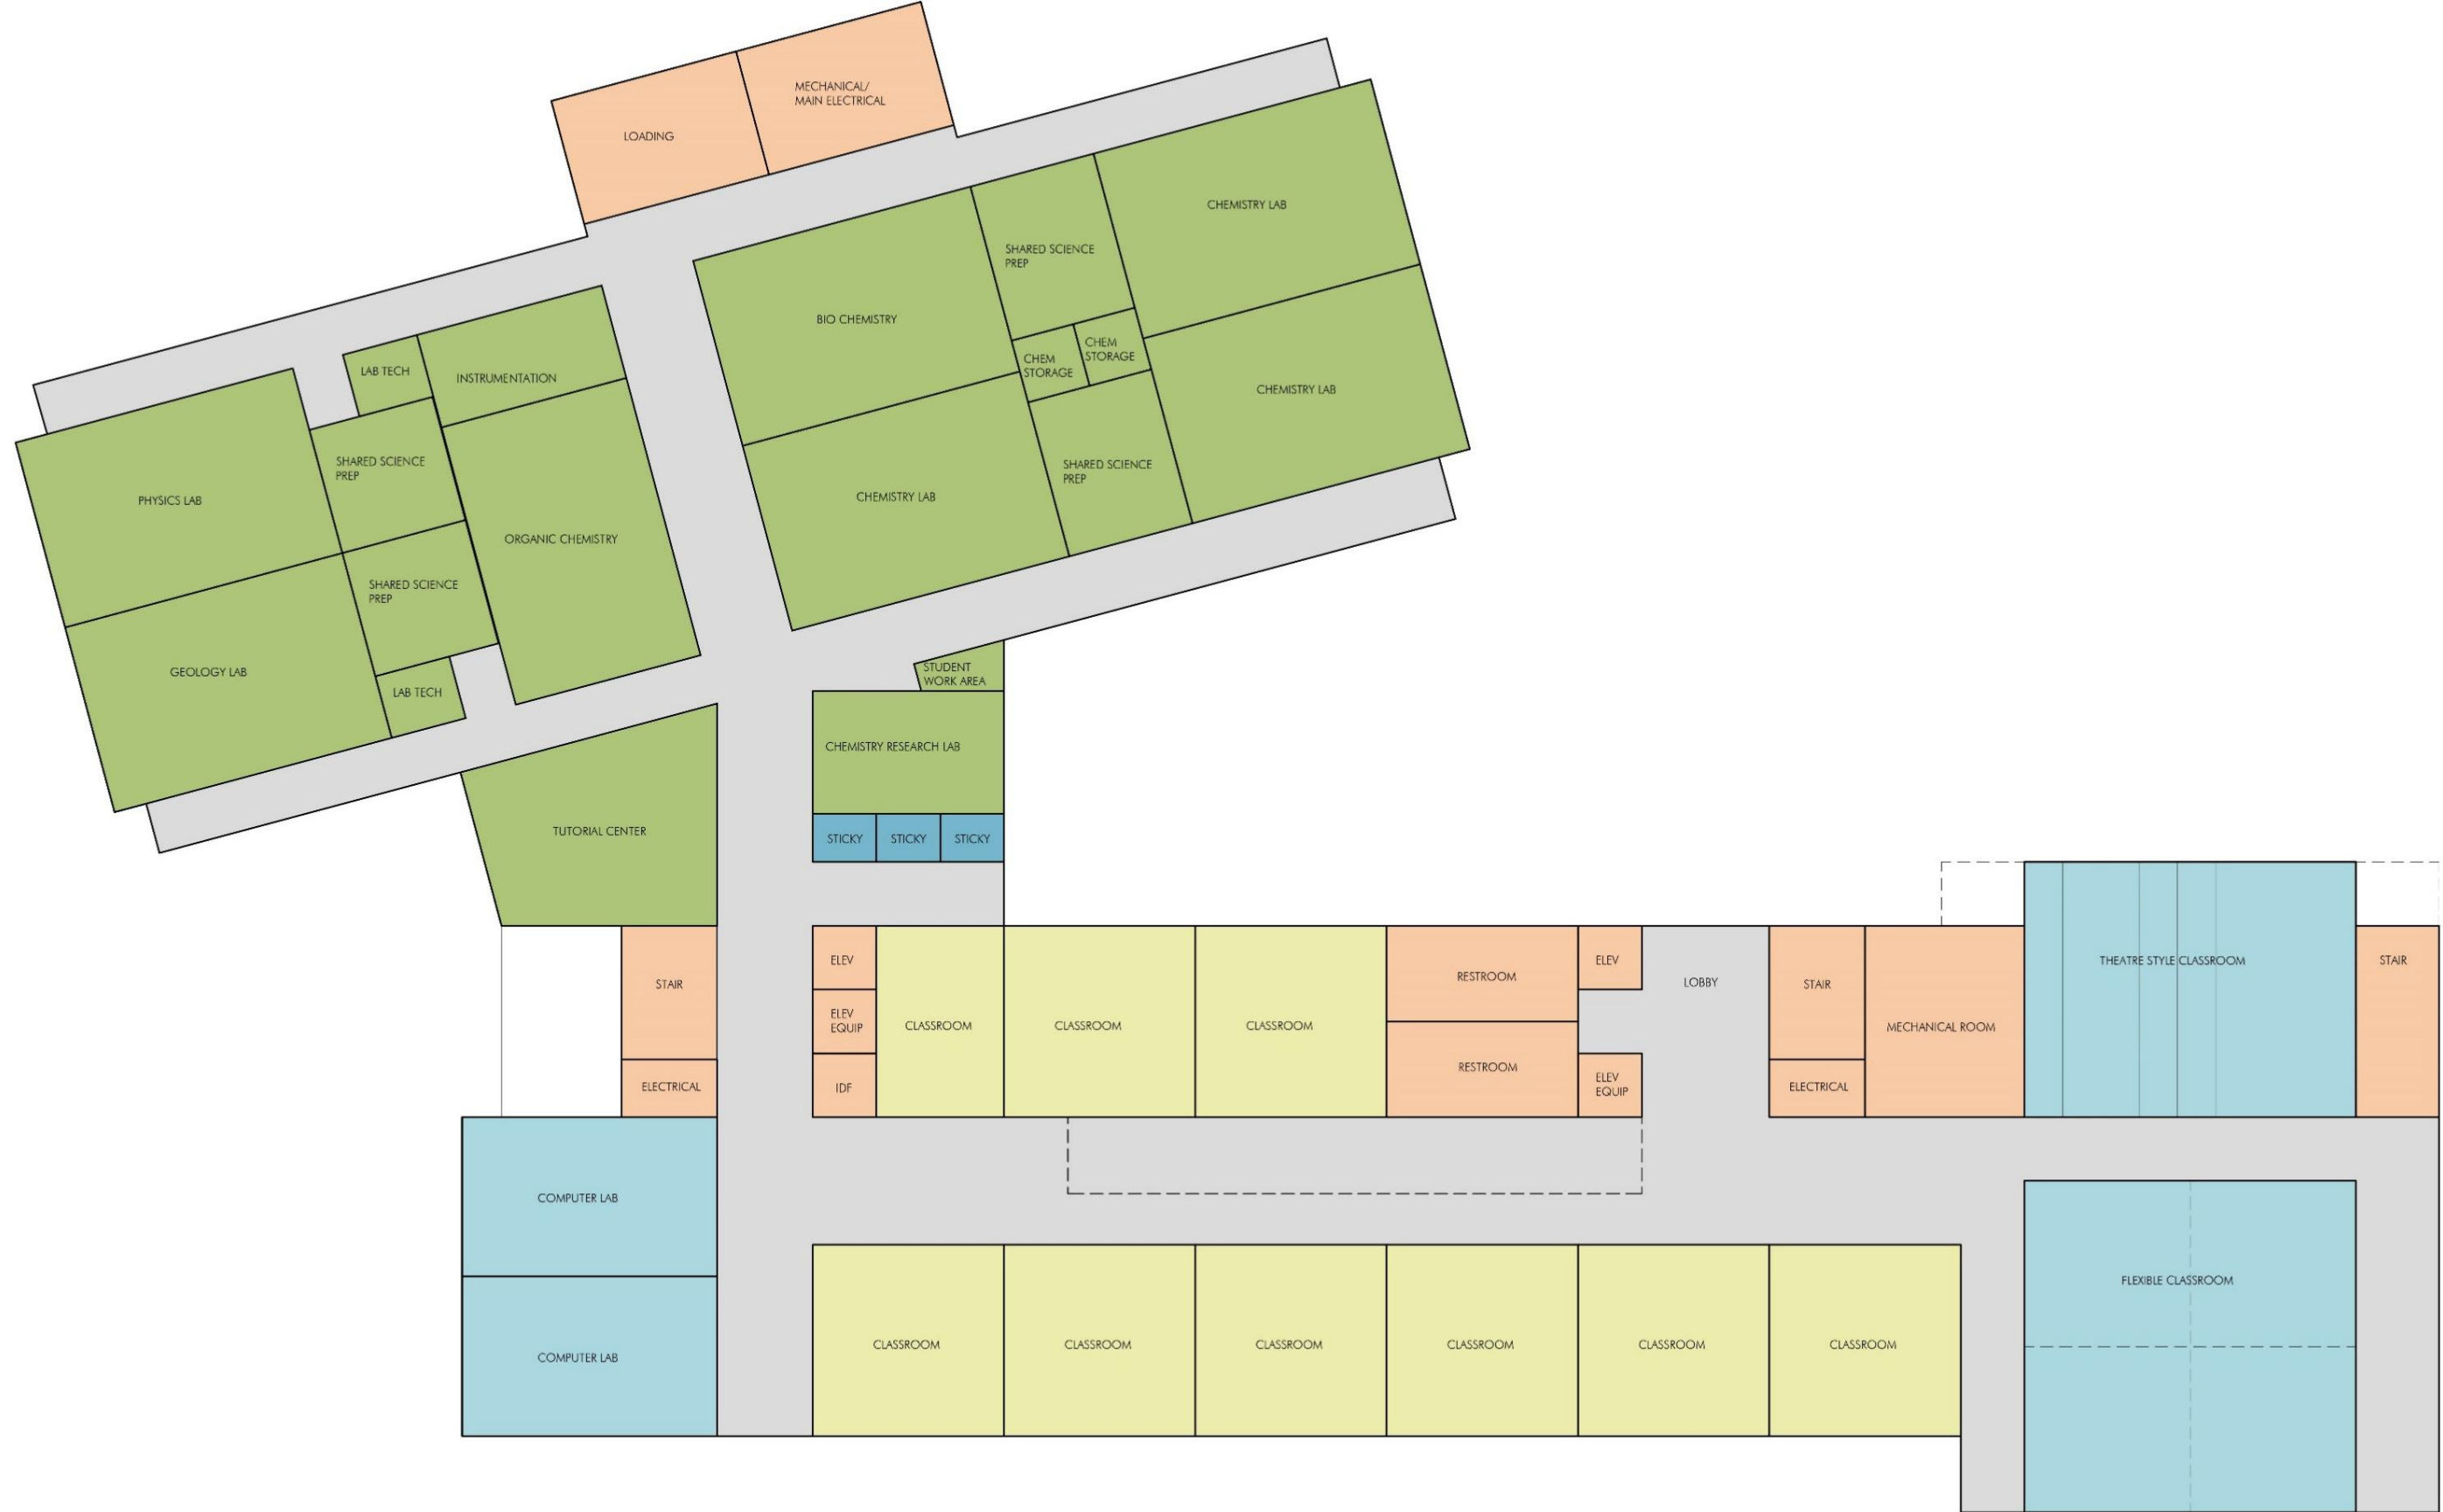 MECHANICAL/
MAIN ELECTRICAL
LOADING
CHEMISTRY LAB
SHARED SCIENCE
PREP
BIO CHEMISTRY
CHEM
STORAGE
CHEM
STORAGE
LAB TECH
INSTRUMENTATION
CHEMISTRY LAB
SHARED SCIENCE
PREP
PHYSICS LAB
CHEMISTRY LAB
SHARED SCIENCE
PREP
ORGANIC CHEMISTRY
SHARED SCIENCE
PREP
GEOLOGY LAB
LAB TECH
STUDENT
WORK AREA
CHEMISTRY RESEARCH LAB
TUTORIAL CENTER
STICKY
STICKY
STICKY
STAIR
ELECTRICAL
ELEV
ELEV
EQUIP
IDF
CLASSROOM
CLASSROOM
CLASSROOM
RESTROOM
RESTROOM
ELEV
ELEV
EQUIP
LOBBY
STAIR
ELECTRICAL
MECHANICAL ROOM
THEATRE STYLE CLASSROOM
STAIR
COMPUTER LAB
COMPUTER LAB
CLASSROOM
CLASSROOM
CLASSROOM
CLASSROOM
CLASSROOM
CLASSROOM
FLEXIBLE CLASSROOM